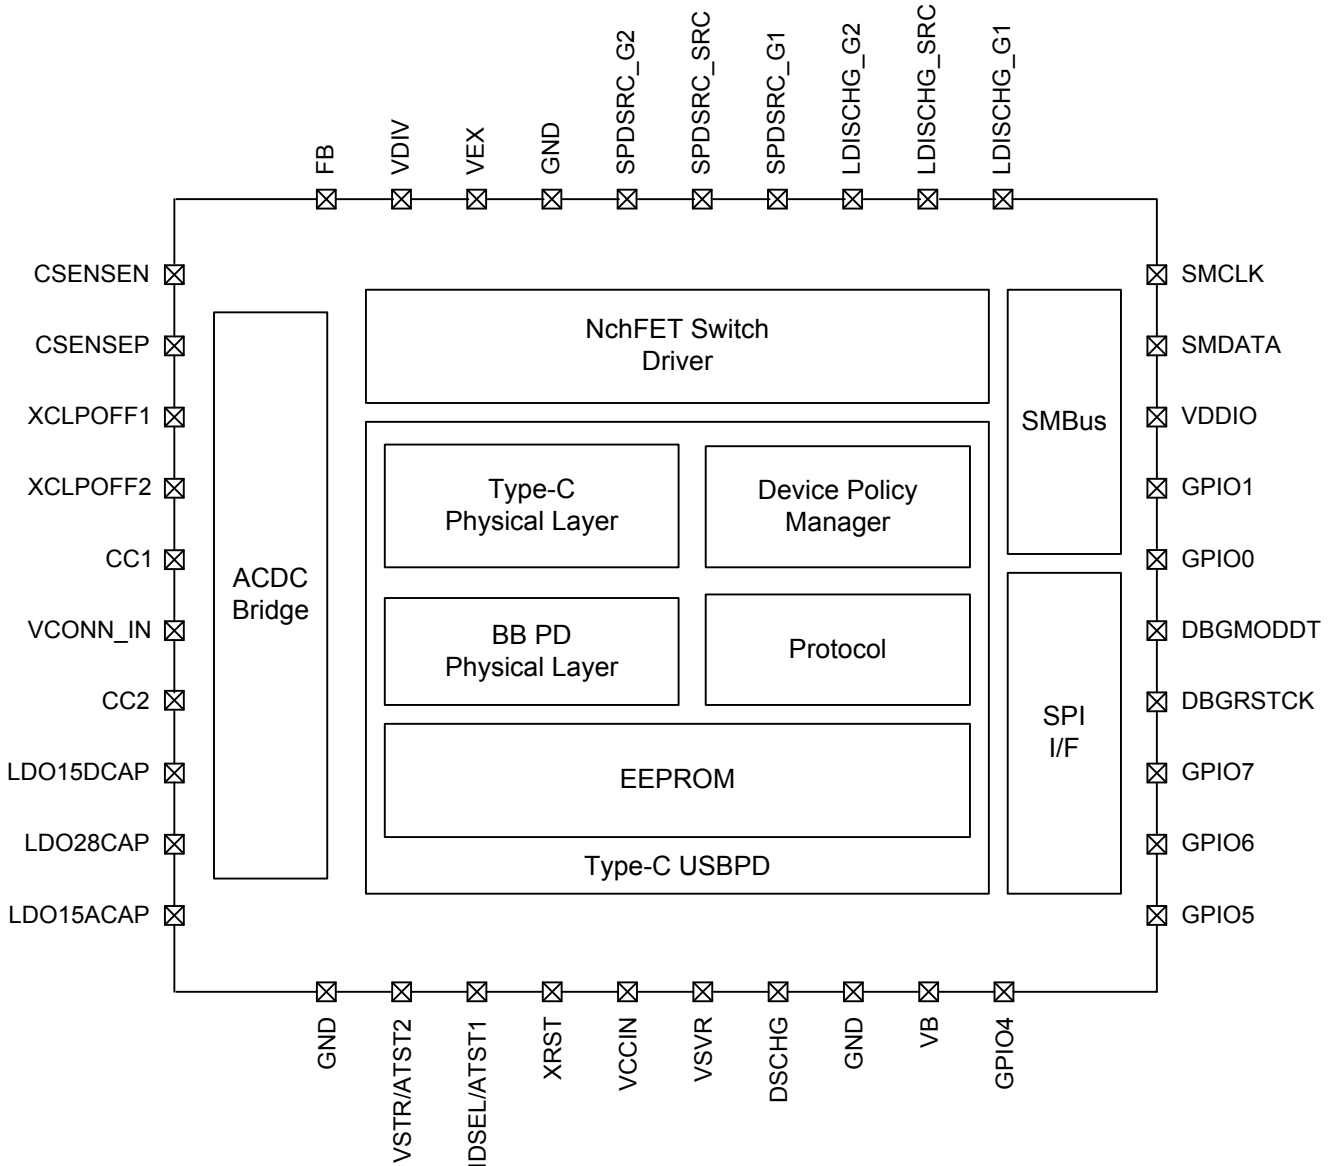 FB
VDIV
VEX
GND
SPDSRC_G2
SPDSRC_SRC
SPDSRC_G1
LDISCHG_G2
LDISCHG_SRC
LDISCHG_G1
CSENSEN
CSENSEP
XCLPOFF1
XCLPOFF2
CC1
VCONN_IN
CC2
LDO15DCAP
LDO28CAP
LDO15ACAP
ACDC
Bridge
NchFET Switch
Driver
Type-C
Physical Layer
Device Policy
Manager
BB PD
Physical Layer
Protocol
EEPROM
Type-C USBPD
SMBus
SPI
I/F
SMCLK
SMDATA
VDDIO
GPIO1
GPIO0
DBGMODDT
DBGRSTCK
GPIO7
GPIO6
GPIO5
GND
VSTR/ATST2
IDSEL/ATST1
XRST
VCCIN
VSVR
DSCHG
GND
VB
GPIO4